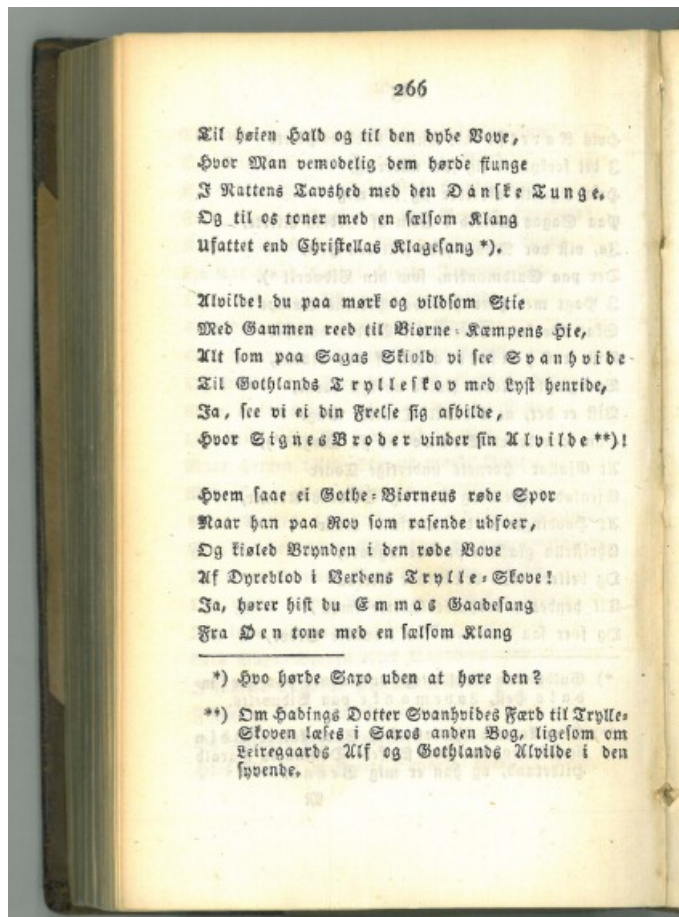 266
Til høien Hald og til den dybe Vove,
Hvor Man vemodelig dem hørde siunge
I Nattens Tavshed med den Danske Tunge.
Og til os toner med en sælsom Klang
Ufattet end Christellas Klagesang *).
Alvilde! du paa mørk og vildsom Stie
Med Gammen reed til Biørne-Kæmpens Hie,
Alt som paa Sagas Skiold vi see Svanhvide
Til Gothlands Trylleskov med Lyst henride,
Ja, see vi ei din Frelse sig afbilde,
Hvor Signes Broder vinder sin Alvilde **)!
Hvem saae ei Gothe-Biørneus røde Spor
Naar han paa Rov som rasende udfoer,
Og kiøled Brynden i den røde Vove
Af Dyreblod i Verdens Trylle-Skove!
Ja, hører hist du Emmas Gaadesang
Fra Øen tone med en sælsom Klang
*) Hvo hørde Saxo uden at høre den?
**) Om Hadings Dotter Svanhvides Færd til Trylle-
Skoven læses i Saxos anden Bog, ligesom om
Leiregaards Alf og Gothlands Alvilde i den
syvende.